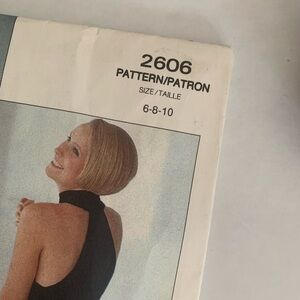 2606
PATTERN/PATRON
SIZE/TAILLE
6-8-10